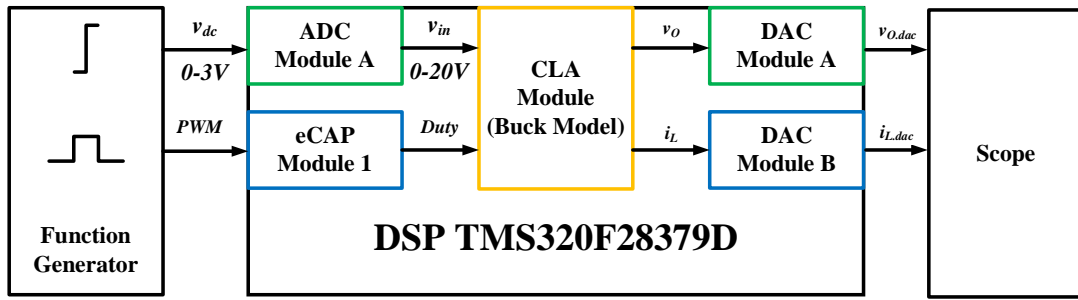 v_dc
0-3V
PWM
Function
Generator
ADC
Module A
eCAP
Module 1
v_in
0-20V
Duty
CLA
Module
(Buck Model)
v_O
i_L
DAC
Module A
DAC
Module B
DSP TMS320F28379D
v_O.dac
i_L.dac
Scope